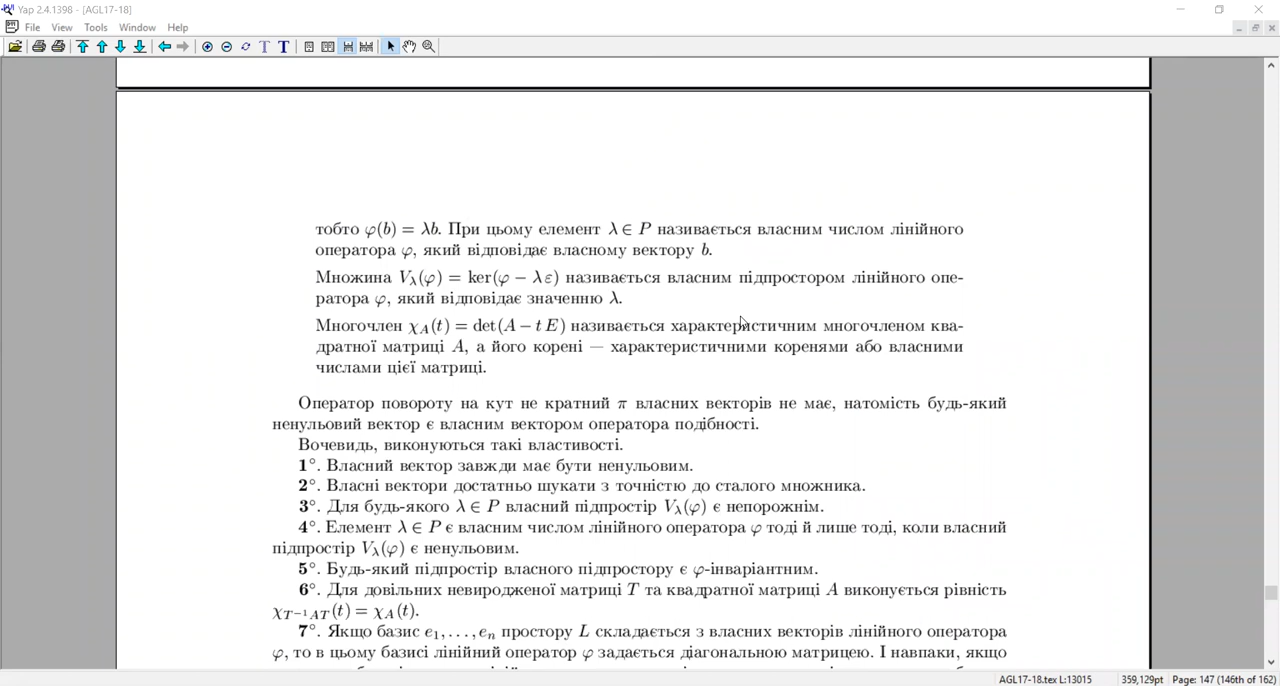 Yap 2.4.1398 - [AGL17-18]
File View Tools Window Help
тобто φ(b) = λb. При цьому елемент λ ∈ P називається власним числом лінійного
оператора φ, який відповідає власному вектору b.
Множина V_λ(φ) = ker(φ − λ ε) називається власним підпростором лінійного опе-
ратора φ, який відповідає значенню λ.
Многочлен χ_A(t) = det(A − t E) називається характеристичним многочленом ква-
дратної матриці A, а його корені — характеристичними коренями або власними
числами цієї матриці.
Оператор повороту на кут не кратний π власних векторів не має, натомість будь-який
ненульовий вектор є власним вектором оператора подібності.
Вочевидь, виконуються такі властивості.
1°. Власний вектор завжди має бути ненульовим.
2°. Власні вектори достатньо шукати з точністю до сталого множника.
3°. Для будь-якого λ ∈ P власний підпростір V_λ(φ) є непорожнім.
4°. Елемент λ ∈ P є власним числом лінійного оператора φ тоді й лише тоді, коли власний
підпростір V_λ(φ) є ненульовим.
5°. Будь-який підпростір власного підпростору є φ-інваріантним.
6°. Для довільних невиродженої матриці T та квадратної матриці A виконується рівність
χ_{T⁻¹AT}(t) = χ_A(t).
7°. Якщо базис e₁, . . . , eₙ простору L складається з власних векторів лінійного оператора
φ, то в цьому базисі лінійний оператор φ задається діагональною матрицею. І навпаки, якщо
AGL17-18.tex L:13015 359,129pt Page: 147 (146th of 162)